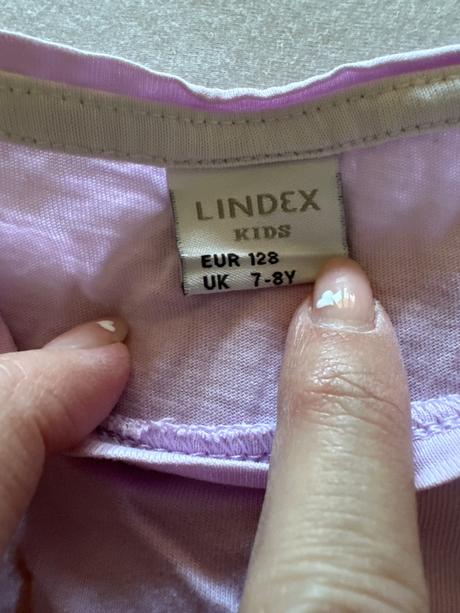 LINDEX
KIDS
EUR 128
UK 7-8Y